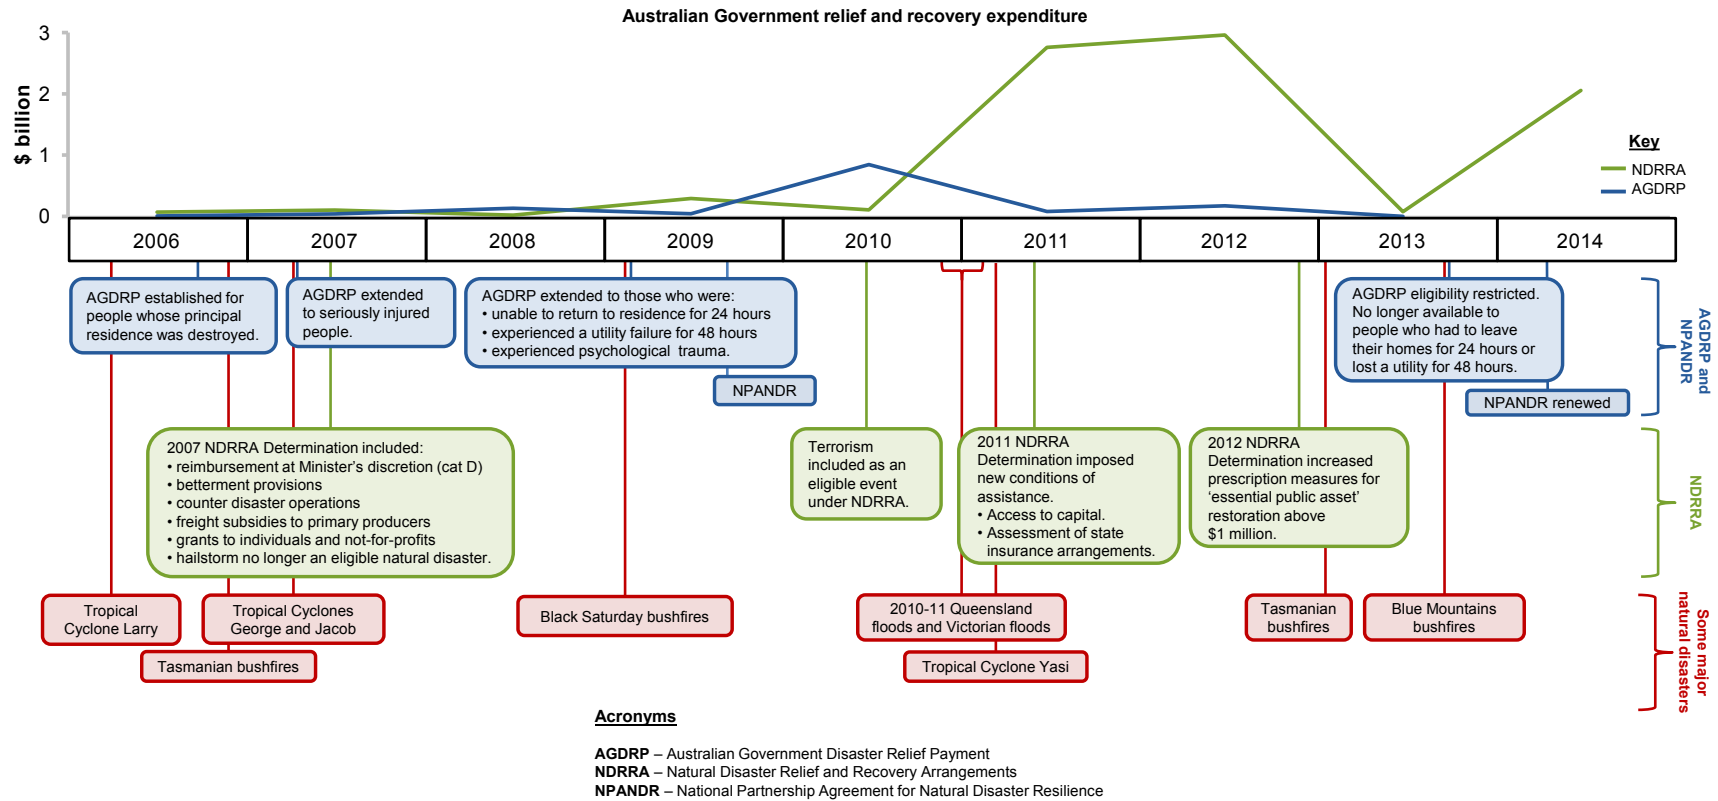 Australian Government relief and recovery expenditure
$ billion
3
2
1
0
Key
NDRRA
AGDRP
2006
2007
2008
2009
2010
2011
2012
2013
2014
AGDRP established for
people whose principal
residence was destroyed.
AGDRP extended
to seriously injured
people.
AGDRP extended to those who were:
• unable to return to residence for 24 hours
• experienced a utility failure for 48 hours
• experienced psychological trauma.
NPANDR
AGDRP eligibility restricted.
No longer available to
people who had to leave
their homes for 24 hours or
lost a utility for 48 hours.
NPANDR renewed
AGDRP and
NPANDR
2007 NDRRA Determination included:
• reimbursement at Minister’s discretion (cat D)
• betterment provisions
• counter disaster operations
• freight subsidies to primary producers
• grants to individuals and not-for-profits
• hailstorm no longer an eligible natural disaster.
Terrorism
included as an
eligible event
under NDRRA.
2011 NDRRA
Determination imposed
new conditions of
assistance.
• Access to capital.
• Assessment of state
insurance arrangements.
2012 NDRRA
Determination increased
prescription measures for
‘essential public asset’
restoration above
$1 million.
NDRRA
Tropical
Cyclone Larry
Tropical Cyclones
George and Jacob
Tasmanian bushfires
Black Saturday bushfires
2010-11 Queensland
floods and Victorian floods
Tropical Cyclone Yasi
Tasmanian
bushfires
Blue Mountains
bushfires
Some major
natural disasters
Acronyms
AGDRP – Australian Government Disaster Relief Payment
NDRRA – Natural Disaster Relief and Recovery Arrangements
NPANDR – National Partnership Agreement for Natural Disaster Resilience